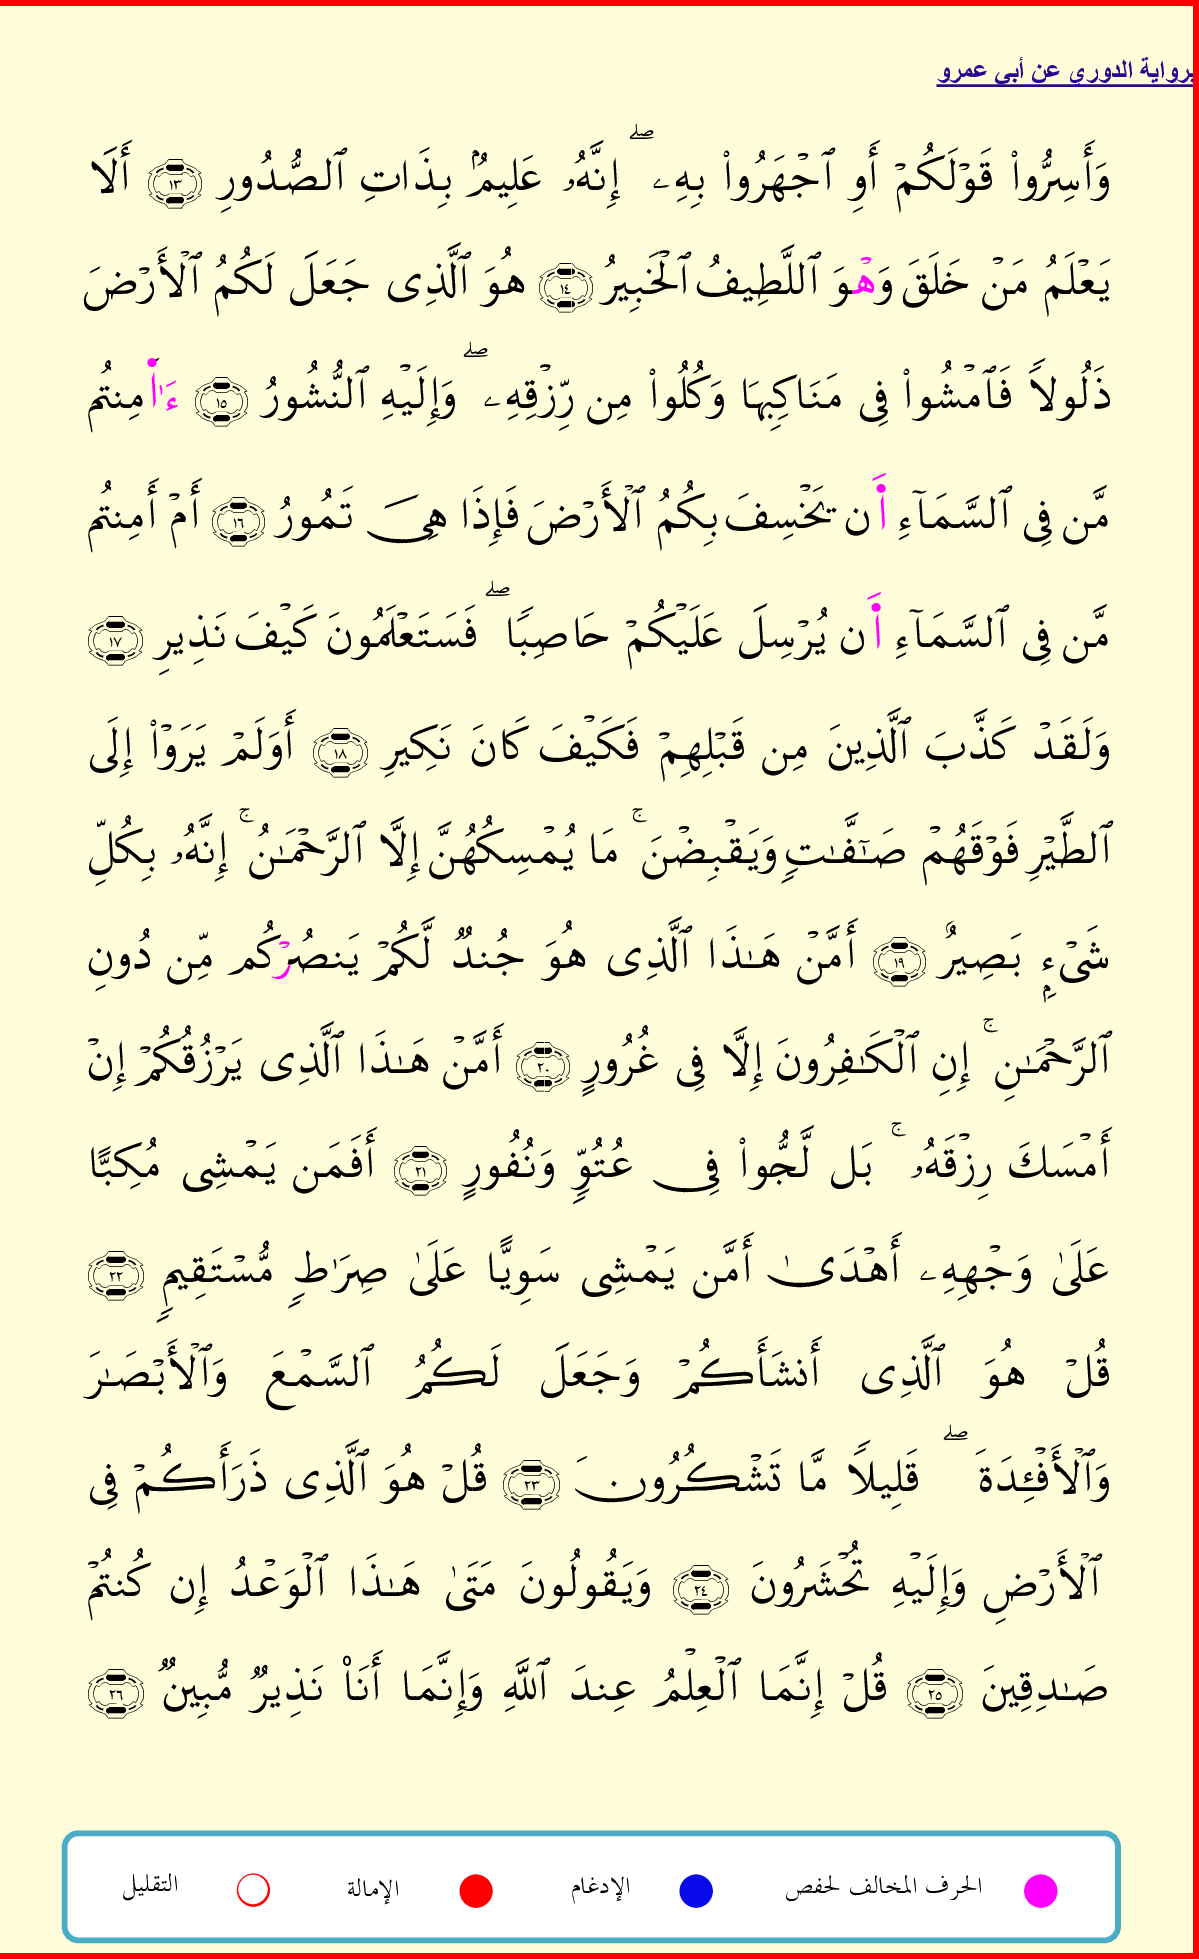 برواية الدوري عن أبي عمرو
وَأَسِرُّواْ قَوۡلَكُمۡ أَوِ ٱجۡهَرُواْ بِهِۦۖ إِنَّهُۥ عَلِيمُۢ بِذَاتِ ٱلصُّدُورِ ١٣ أَلَا
يَعۡلَمُ مَنۡ خَلَقَ وَهۡوَ ٱللَّطِيفُ ٱلۡخَبِيرُ ١٤ هُوَ ٱلَّذِى جَعَلَ لَكُمُ ٱلۡأَرۡضَ
ذَلُولاً فَٱمۡشُواْ فِى مَنَاكِبِهَا وَكُلُواْ مِن رِّزۡقِهِۦۖ وَإِلَيۡهِ ٱلنُّشُورُ ١٥ ءَا۬مِنتُم
مَّن فِى ٱلسَّمَآءِ اَ۬ن يَخۡسِفَ بِكُمُ ٱلۡأَرۡضَ فَإِذَا هِىَ تَمُورُ ١٦ أَمۡ أَمِنتُم
مَّن فِى ٱلسَّمَآءِ اَ۬ن يُرۡسِلَ عَلَيۡكُمۡ حَاصِبًاۖ فَسَتَعۡلَمُونَ كَيۡفَ نَذِيرِ ١٧
وَلَقَدۡ كَذَّبَ ٱلَّذِينَ مِن قَبۡلِهِمۡ فَكَيۡفَ كَانَ نَكِيرِ ١٨ أَوَلَمۡ يَرَوۡاْ إِلَى
ٱلطَّيۡرِ فَوۡقَهُمۡ صَـٰٓفَّـٰتٍ وَيَقۡبِضۡنَۚ مَا يُمۡسِكُهُنَّ إِلَّا ٱلرَّحۡمَـٰنُۚ إِنَّهُۥ بِكُلِّ
شَىۡءِۭ بَصِيرٌ ١٩ أَمَّنۡ هَـٰذَا ٱلَّذِى هُوَ جُندٌ لَّكُمۡ يَنصُرۡكُم مِّن دُونِ
ٱلرَّحۡمَـٰنِۚ إِنِ ٱلۡكَـٰفِرُونَ إِلَّا فِى غُرُورٍ ٢٠ أَمَّنۡ هَـٰذَا ٱلَّذِى يَرۡزُقُكُمۡ إِنۡ
أَمۡسَكَ رِزۡقَهُۥۚ بَل لَّجُّواْ فِى عُتُوٍّ وَنُفُورٍ ٢١ أَفَمَن يَمۡشِى مُكِبًّا
عَلَىٰ وَجۡهِهِۦٓ أَهۡدَىٰٓ أَمَّن يَمۡشِى سَوِيًّا عَلَىٰ صِرَٰطٍ مُّسۡتَقِيمٍ ٢٢
قُلۡ هُوَ ٱلَّذِى أَنشَأَكُمۡ وَجَعَلَ لَكُمُ ٱلسَّمۡعَ وَٱلۡأَبۡصَـٰرَ
وَٱلۡأَفۡـِٔدَةَۖ قَلِيلاً مَّا تَشۡكُرُونَ ٢٣ قُلۡ هُوَ ٱلَّذِى ذَرَأَكُمۡ فِى
ٱلۡأَرۡضِ وَإِلَيۡهِ تُحۡشَرُونَ ٢٤ وَيَقُولُونَ مَتَىٰ هَـٰذَا ٱلۡوَعۡدُ إِن كُنتُمۡ
صَـٰدِقِينَ ٢٥ قُلۡ إِنَّمَا ٱلۡعِلۡمُ عِندَ ٱللَّهِ وَإِنَّمَا أَنَا۠ نَذِيرٌ مُّبِينٌ ٢٦
الحرف المخالف لحفص الإدغام الإمالة التقليل